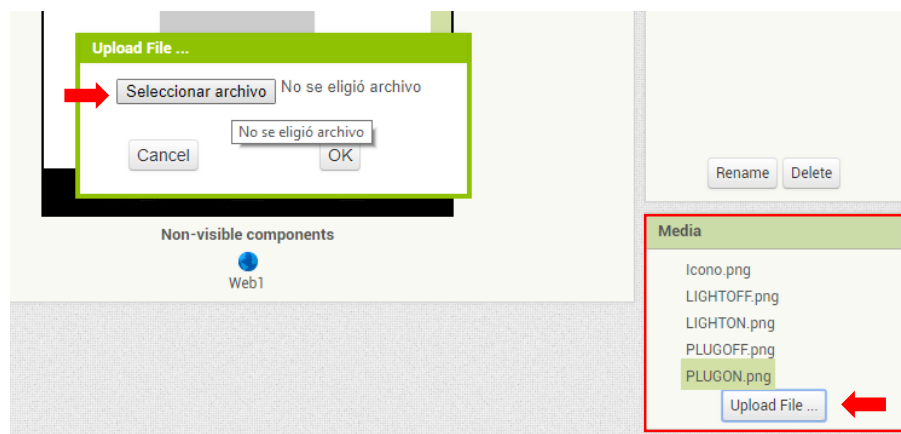 Upload File ...
Seleccionar archivo No se eligió archivo
No se eligió archivo
Cancel
OK
Non-visible components
Web1
Rename
Delete
Media
Icono.png
LIGHTOFF.png
LIGHTON.png
PLUGOFF.png
PLUGON.png
Upload File ...